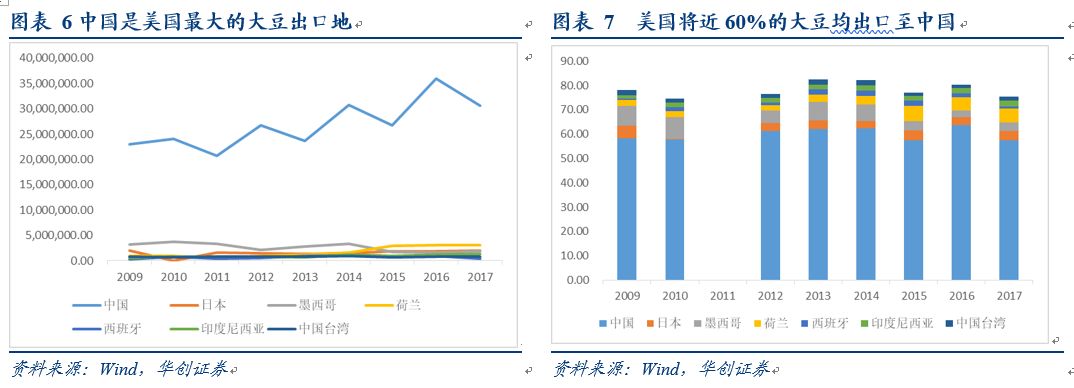 图表 6 中国是美国最大的大豆出口地
40,000,000.00
35,000,000.00
30,000,000.00
25,000,000.00
20,000,000.00
15,000,000.00
10,000,000.00
5,000,000.00
0.00
2009 2010 2011 2012 2013 2014 2015 2016 2017
中国 日本 墨西哥 荷兰
西班牙 印度尼西亚 中国台湾
资料来源：Wind，华创证券
图表 7 美国将近 60%的大豆均出口至中国
90.00
80.00
70.00
60.00
50.00
40.00
30.00
20.00
10.00
0.00
2009 2010 2011 2012 2013 2014 2015 2016 2017
中国 日本 墨西哥 荷兰 西班牙 印度尼西亚 中国台湾
资料来源：Wind，华创证券